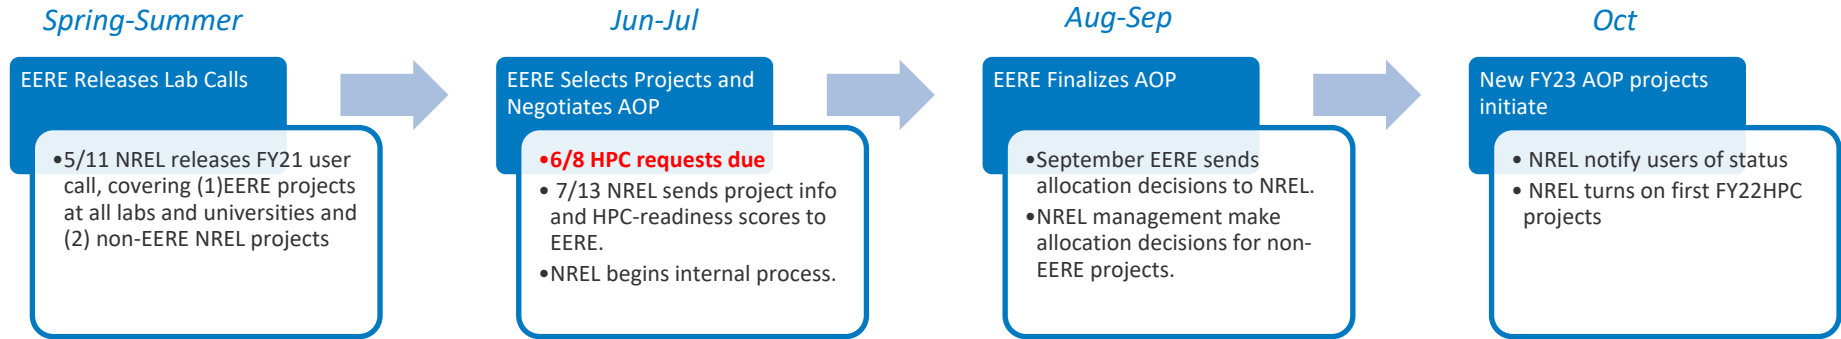 Spring-Summer
EERE Releases Lab Calls
•5/11 NREL releases FY21 user
call, covering (1)EERE projects
at all labs and universities and
(2) non-EERE NREL projects
Jun-Jul
EERE Selects Projects and
Negotiates AOP
•6/8 HPC requests due
• 7/13 NREL sends project info
and HPC-readiness scores to
EERE.
•NREL begins internal process.
Aug-Sep
EERE Finalizes AOP
•September EERE sends
allocation decisions to NREL.
•NREL management make
allocation decisions for non-
EERE projects.
Oct
New FY23 AOP projects
initiate
• NREL notify users of status
• NREL turns on first FY22HPC
projects